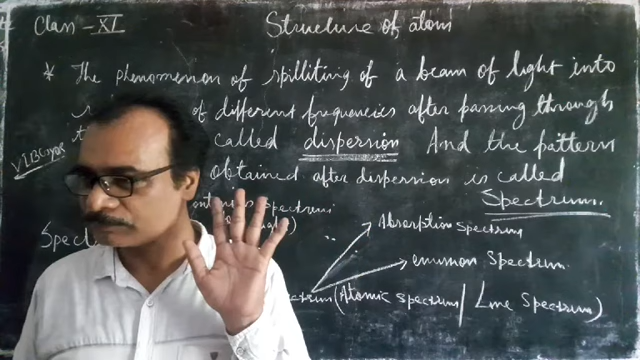 Class - XI
Structure of atom
* The phenomenon of spilliting of a beam of light into
of different frequencies after passing through
called dispersion And the pattern
obtained after dispersion is called
Spectrum.
Spectrum
Absorption Spectrum
emission Spectrum.
(Atomic spectrum / Line Spectrum)